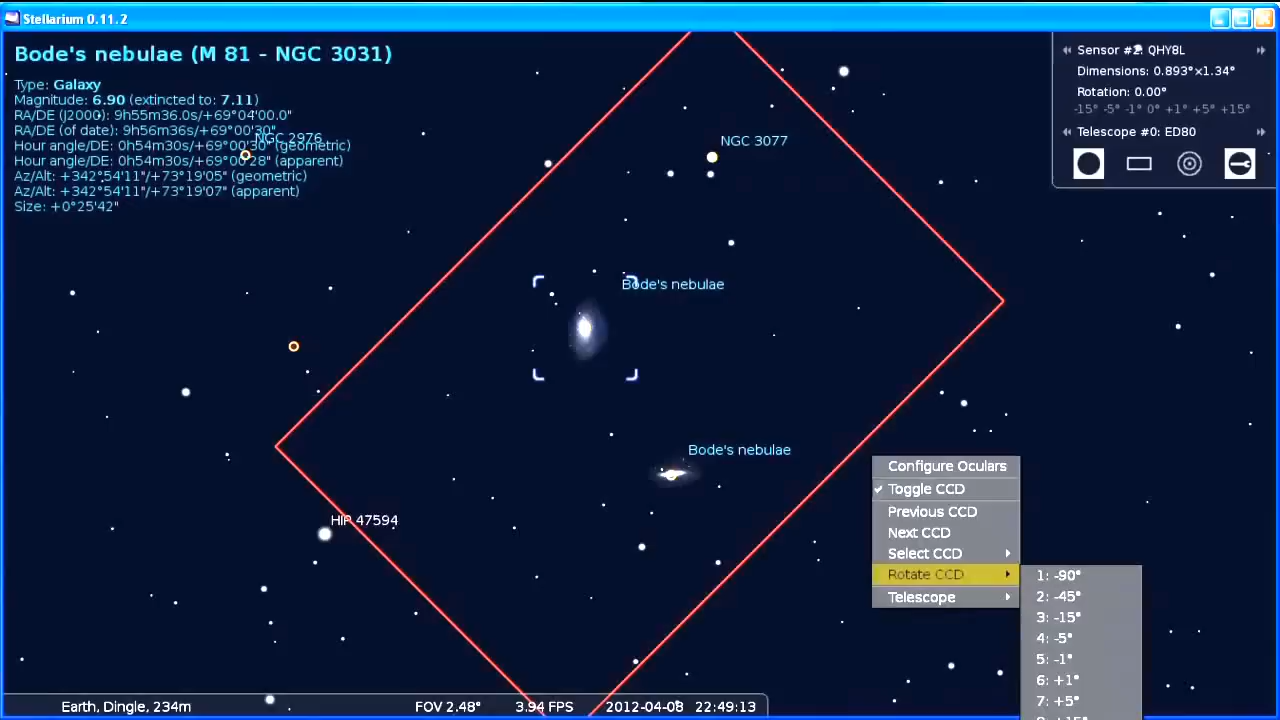 Stellarium 0.11.2
Bode's nebulae (M 81 - NGC 3031)
Type: Galaxy
Magnitude: 6.90 (extincted to: 7.11)
RA/DE (J2000): 9h55m36.0s/+69°04'00.0"
RA/DE (of date): 9h56m36s/+69°00'30"
NGC 2976
Hour angle/DE: 0h54m30s/+69°00'30" (geometric)
Hour angle/DE: 0h54m30s/+69°00'28" (apparent)
Az/Alt: +342°54'11"/+73°19'05" (geometric)
Az/Alt: +342°54'11"/+73°19'07" (apparent)
Size: +0°25'42"
Sensor #2: QHY8L
Dimensions: 0.893°×1.34°
Rotation: 0.00°
-15° -5° -1° 0° +1° +5° +15°
Telescope #0: ED80
NGC 3077
Bode's nebulae
Bode's nebulae
HIP 47594
Configure Oculars
Toggle CCD
Previous CCD
Next CCD
Select CCD
Rotate CCD
Telescope
1: -90°
2: -45°
3: -15°
4: -5°
5: -1°
6: +1°
7: +5°
Earth, Dingle, 234m
FOV 2.48°
3.94 FPS
2012-04-08 22:49:13